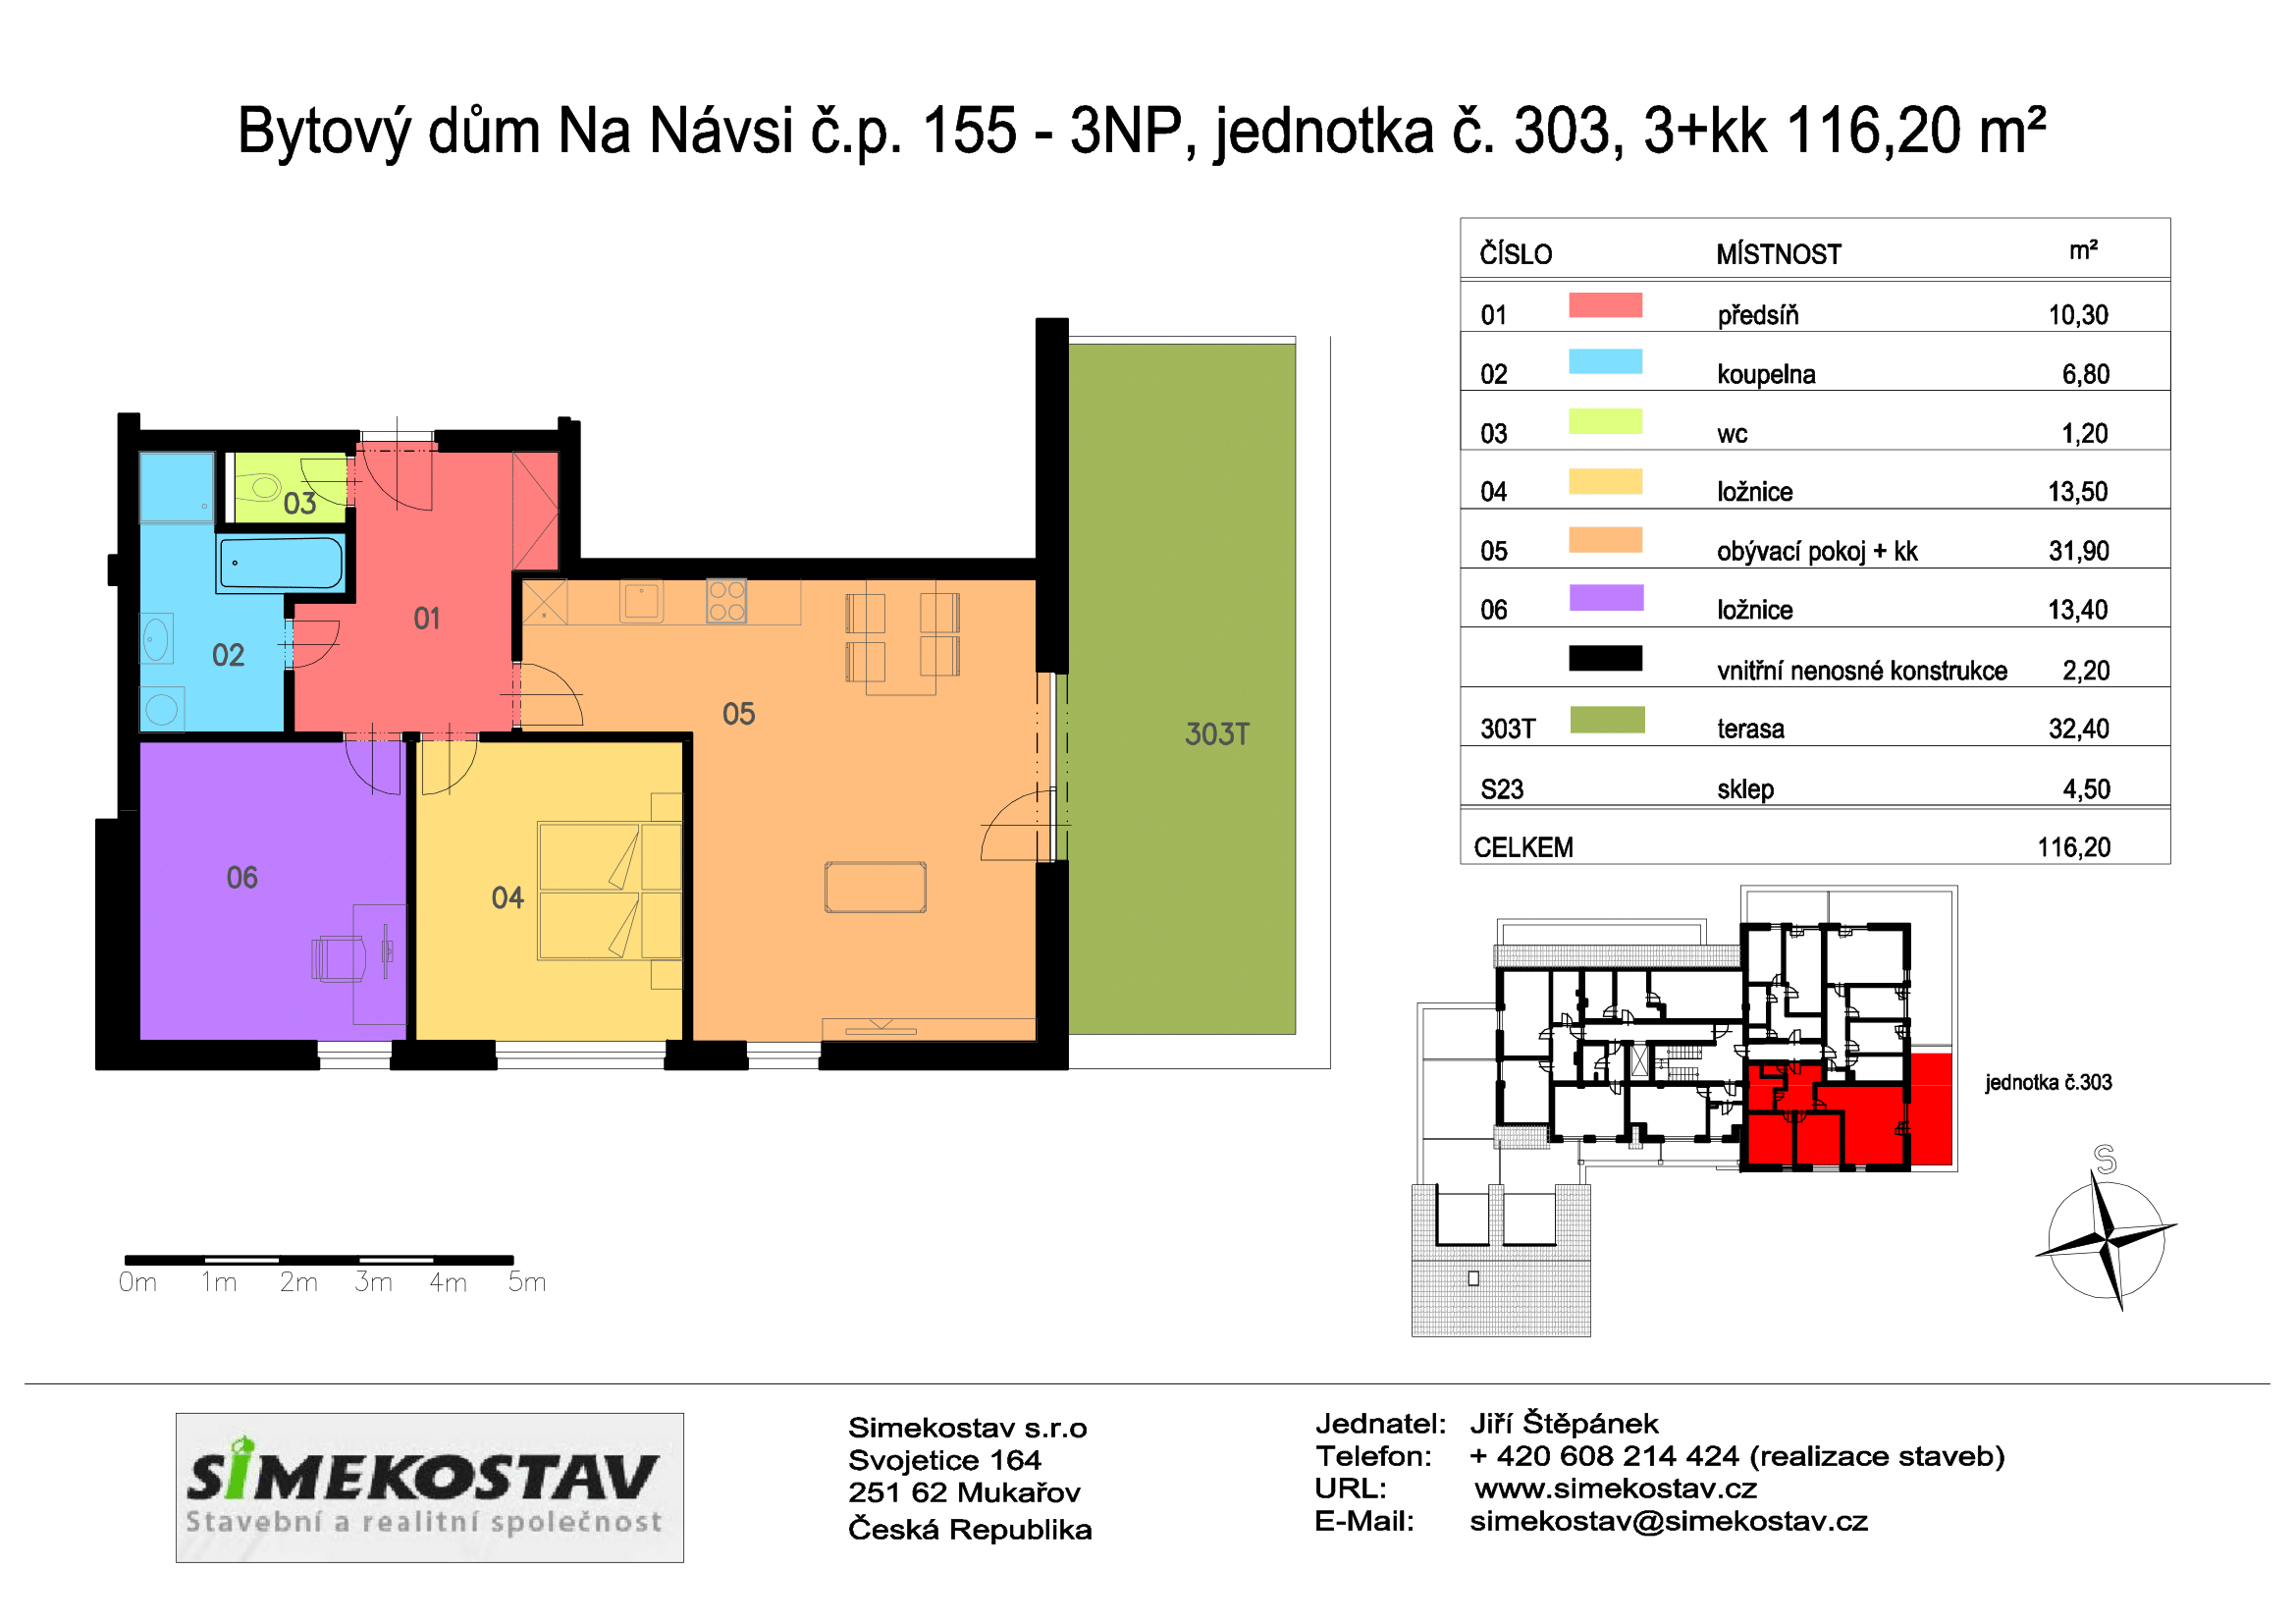 Bytový dům Na Návsi č.p. 155 - 3NP, jednotka č. 303, 3+kk 116,20 m²
ČÍSLO MÍSTNOST m²
01 předsíň 10,30
02 koupelna 6,80
03 wc 1,20
04 ložnice 13,50
05 obývací pokoj + kk 31,90
06 ložnice 13,40
vnitřní nenosné konstrukce 2,20
303T terasa 32,40
S23 sklep 4,50
CELKEM 116,20
03
01
02
05
303T
06
04
jednotka č.303
S
0m 1m 2m 3m 4m 5m
SIMEKOSTAV
Stavební a realitní společnost
Simekostav s.r.o
Svojetice 164
251 62 Mukařov
Česká Republika
Jednatel: Jiří Štěpánek
Telefon: + 420 608 214 424 (realizace staveb)
URL: www.simekostav.cz
E-Mail: simekostav@simekostav.cz